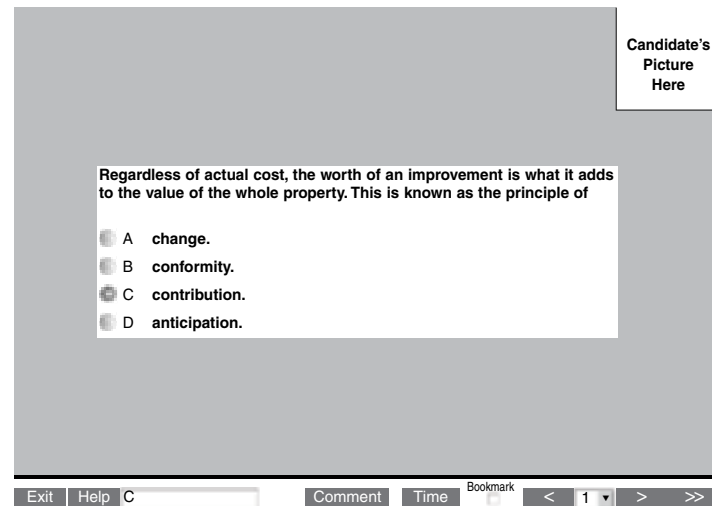 Candidate's
Picture
Here
Regardless of actual cost, the worth of an improvement is what it adds
to the value of the whole property. This is known as the principle of
A change.
B conformity.
C contribution.
D anticipation.
Exit Help C Comment Time Bookmark < 1 ▼ > >>